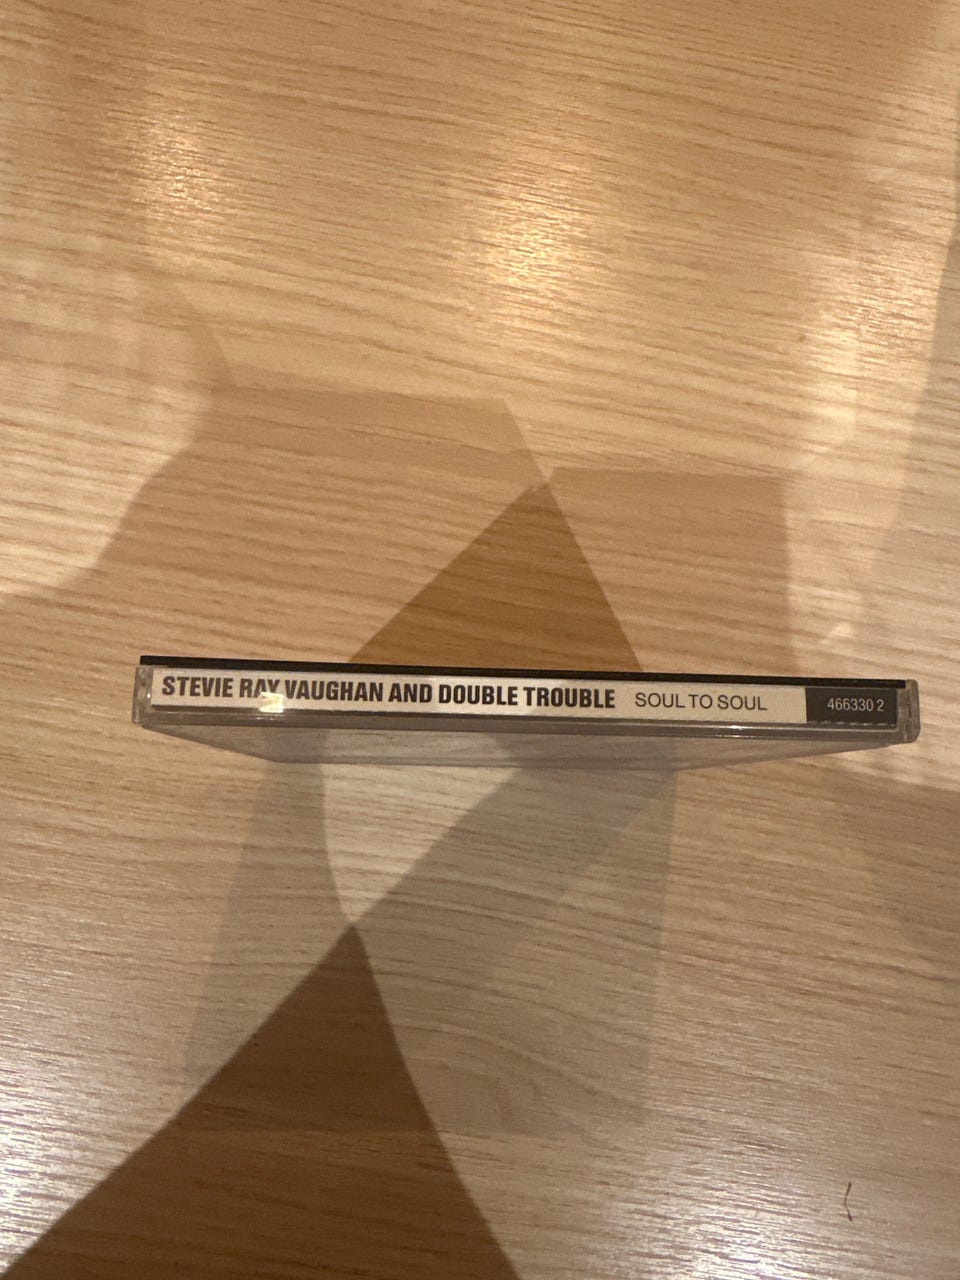 STEVIE RAY VAUGHAN AND DOUBLE TROUBLE SOUL TO SOUL 466330 2